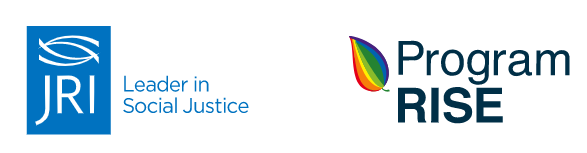 JRI
Leader in
Social Justice
Program
RISE